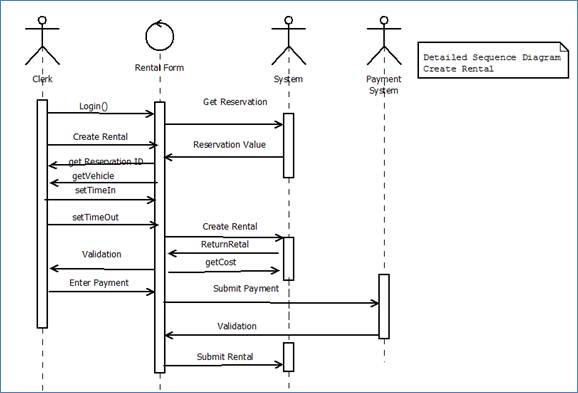 Detailed Sequence Diagram
Create Rental
Clerk
Rental Form
System
Payment
System
Login()
Get Reservation
Create Rental
Reservation Value
get Reservation ID
getVehicle
setTimeIn
setTimeOut
Create Rental
ReturnRetal
Validation
getCost
Enter Payment
Submit Payment
Validation
Submit Rental